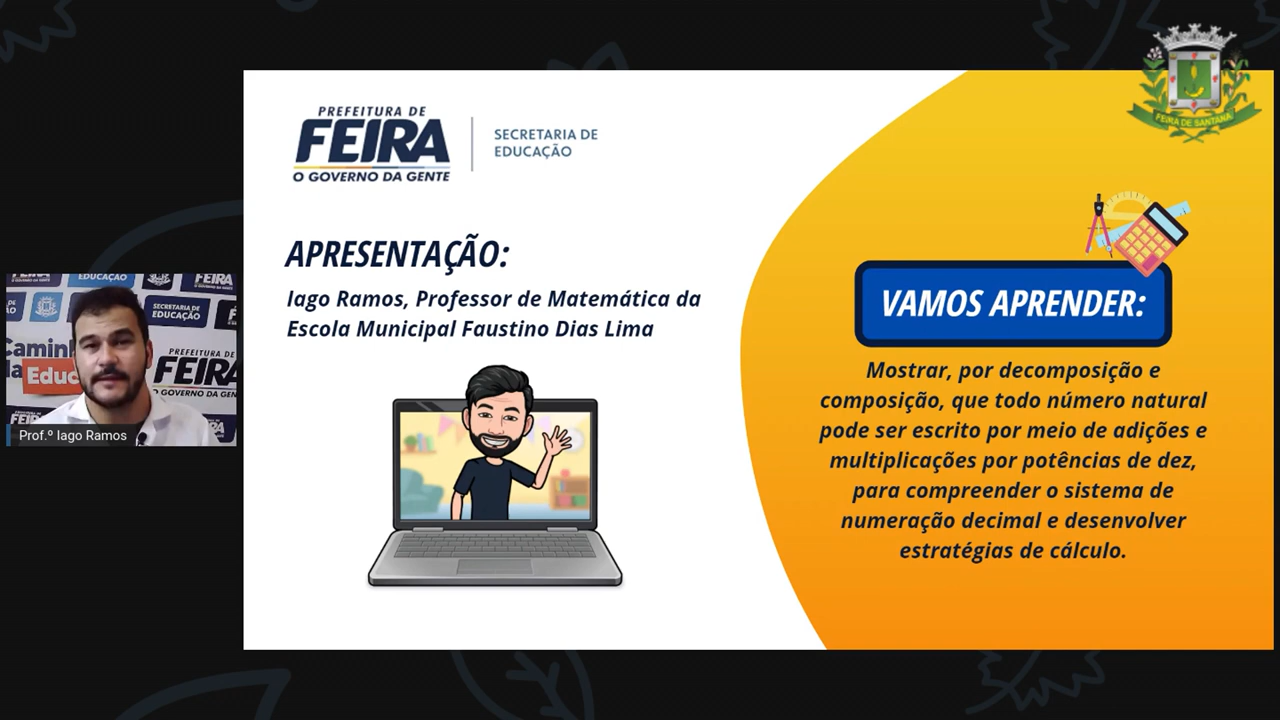 FEIRA DE SANTANA
PREFEITURA DE
FEIRA
O GOVERNO DA GENTE
SECRETARIA DE
EDUCAÇÃO
APRESENTAÇÃO:
Iago Ramos, Professor de Matemática da
Escola Municipal Faustino Dias Lima
VAMOS APRENDER:
Mostrar, por decomposição e
composição, que todo número natural
pode ser escrito por meio de adições e
multiplicações por potências de dez,
para compreender o sistema de
numeração decimal e desenvolver
estratégias de cálculo.
EDUCAÇÃO
FEIRA
SECRETARIA DE
EDUCAÇÃO
PREFEITURA DE
FEIRA
O GOVERNO DA GENTE
Prof.º Iago Ramos